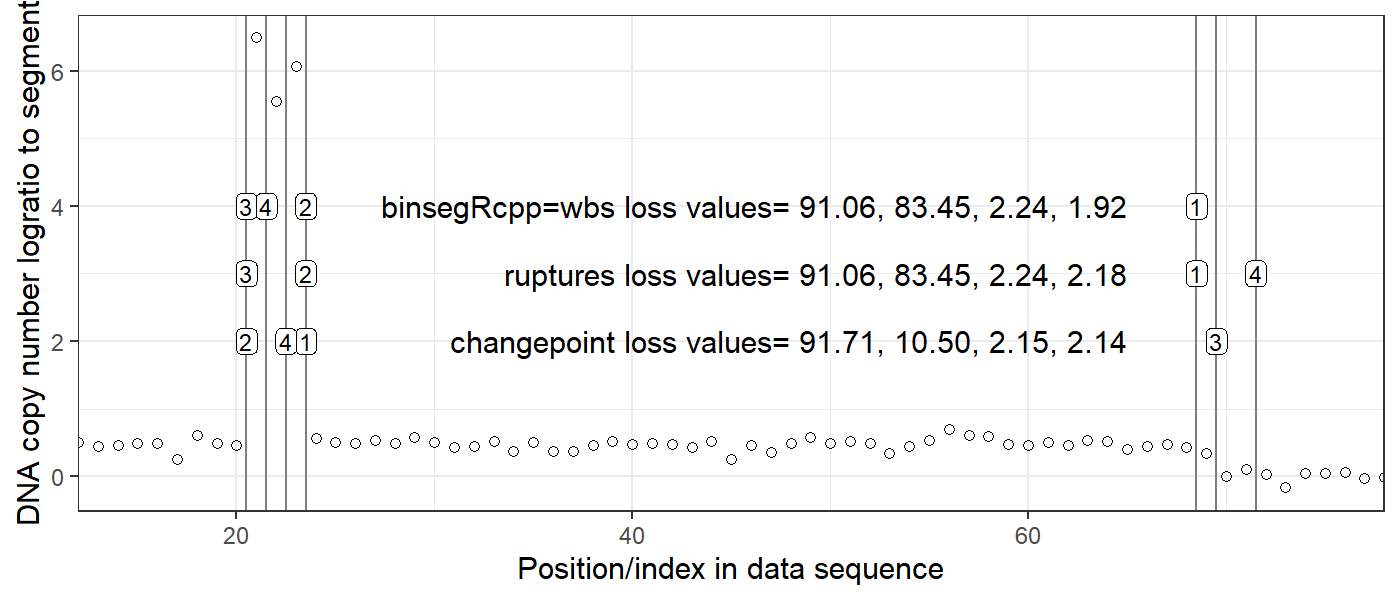 DNA copy number logratio to segment
6
4
2
0
3 4 2 binsegRcpp=wbs loss values= 91.06, 83.45, 2.24, 1.92 1
3 2 ruptures loss values= 91.06, 83.45, 2.24, 2.18 1 4
2 4 1 changepoint loss values= 91.71, 10.50, 2.15, 2.14 3
20 40 60
Position/index in data sequence